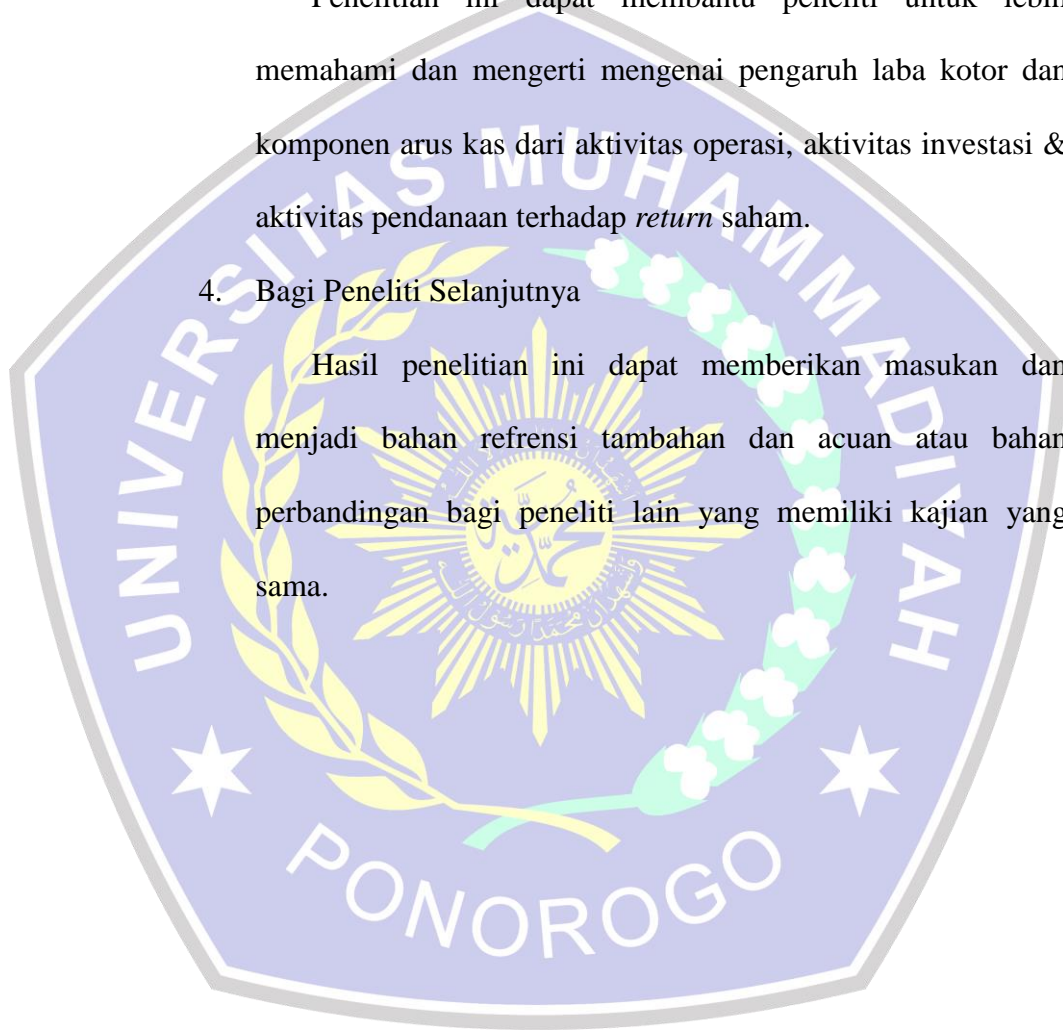 Penelitian ini dapat membantu peneliti untuk lebih
memahami dan mengerti mengenai pengaruh laba kotor dan
komponen arus kas dari aktivitas operasi, aktivitas investasi &
aktivitas pendanaan terhadap return saham.
4. Bagi Peneliti Selanjutnya
Hasil penelitian ini dapat memberikan masukan dan
menjadi bahan refrensi tambahan dan acuan atau bahan
perbandingan bagi peneliti lain yang memiliki kajian yang
sama.
UNIVERSITAS MUHAMMADIYAH
PONOROGO